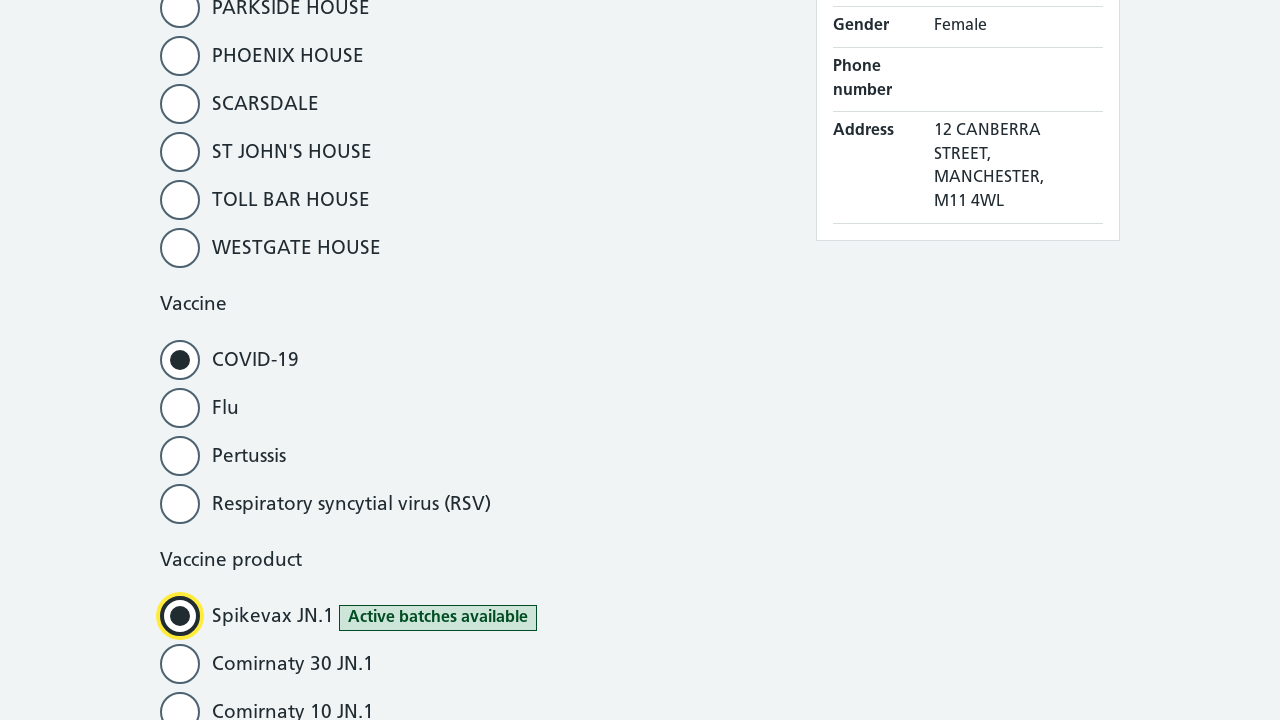 PARKSIDE HOUSE
PHOENIX HOUSE
SCARSDALE
ST JOHN'S HOUSE
TOLL BAR HOUSE
WESTGATE HOUSE
Vaccine
COVID-19
Flu
Pertussis
Respiratory syncytial virus (RSV)
Vaccine product
Spikevax JN.1 Active batches available
Comirnaty 30 JN.1
Comirnaty 10 JN.1
Gender Female
Phone
number
Address 12 CANBERRA
STREET,
MANCHESTER,
M11 4WL